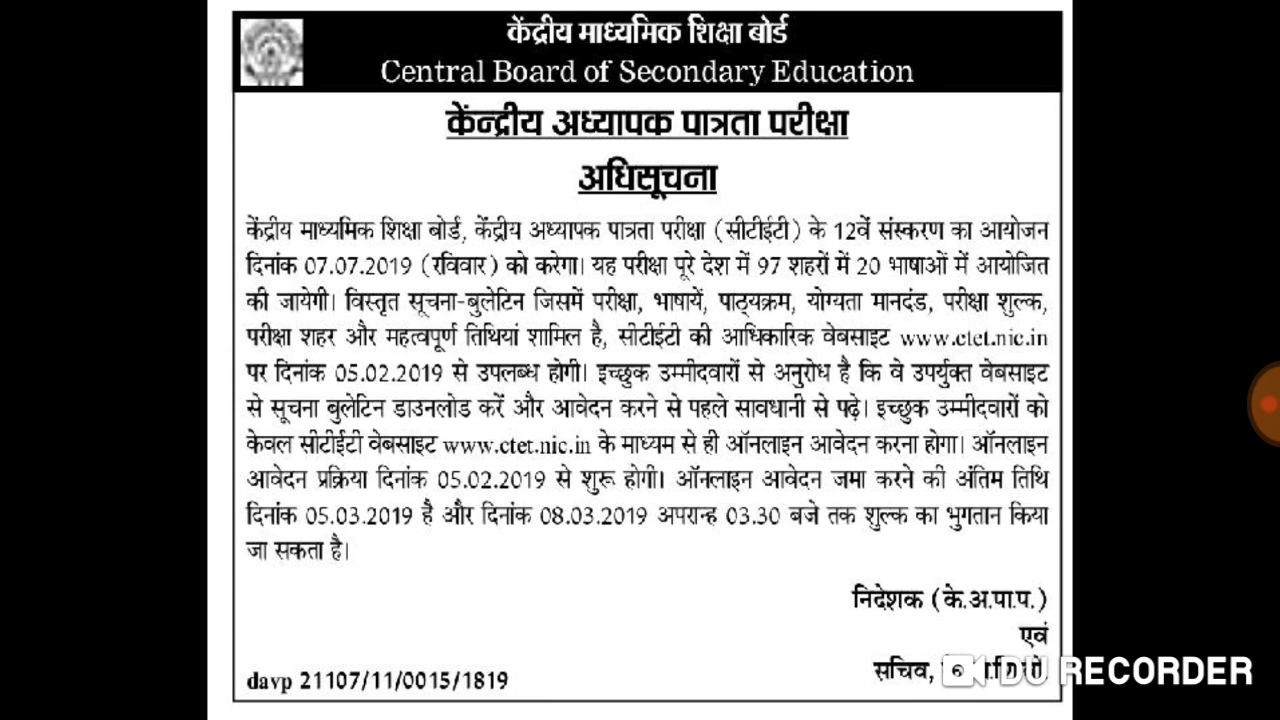 केंद्रीय माध्यमिक शिक्षा बोर्ड
Central Board of Secondary Education
केंन्द्रीय अध्यापक पात्रता परीक्षा
अधिसूचना
केंद्रीय माध्यमिक शिक्षा बोर्ड, केंद्रीय अध्यापक पात्रता परीक्षा (सीटीईटी) के 12वें संस्करण का आयोजन
दिनांक 07.07.2019 (रविवार) को करेगा। यह परीक्षा पूरे देश में 97 शहरों में 20 भाषाओं में आयोजित
की जायेगी। विस्तृत सूचना-बुलेटिन जिसमें परीक्षा, भाषायें, पाठ्यक्रम, योग्यता मानदंड, परीक्षा शुल्क,
परीक्षा शहर और महत्वपूर्ण तिथियां शामिल है, सीटीईटी की आधिकारिक वेबसाइट www.ctet.nic.in
पर दिनांक 05.02.2019 से उपलब्ध होगी। इच्छुक उम्मीदवारों से अनुरोध है कि वे उपर्युक्त वेबसाइट
से सूचना बुलेटिन डाउनलोड करें और आवेदन करने से पहले सावधानी से पढ़े। इच्छुक उम्मीदवारों को
केवल सीटीईटी वेबसाइट www.ctet.nic.in के माध्यम से ही ऑनलाइन आवेदन करना होगा। ऑनलाइन
आवेदन प्रक्रिया दिनांक 05.02.2019 से शुरू होगी। ऑनलाइन आवेदन जमा करने की अंतिम तिथि
दिनांक 05.03.2019 है और दिनांक 08.03.2019 अपरान्ह 03.30 बजे तक शुल्क का भुगतान किया
जा सकता है।
निदेशक (के.अ.पा.प.)
एवं
सचिव,
davp 21107/11/0015/1819
DU RECORDER